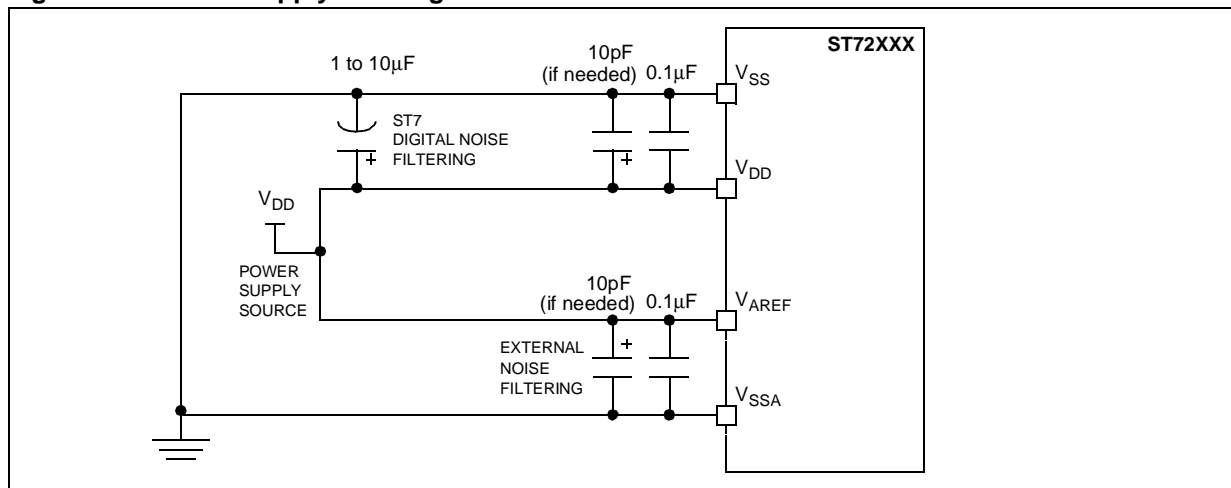 ST72XXX
1 to 10μF
10pF
(if needed)
0.1μF
VSS
ST7
DIGITAL NOISE
FILTERING
+
+
VDD
VDD
POWER
SUPPLY
SOURCE
10pF
(if needed)
0.1μF
VAREF
EXTERNAL
NOISE
FILTERING
+
VSSA